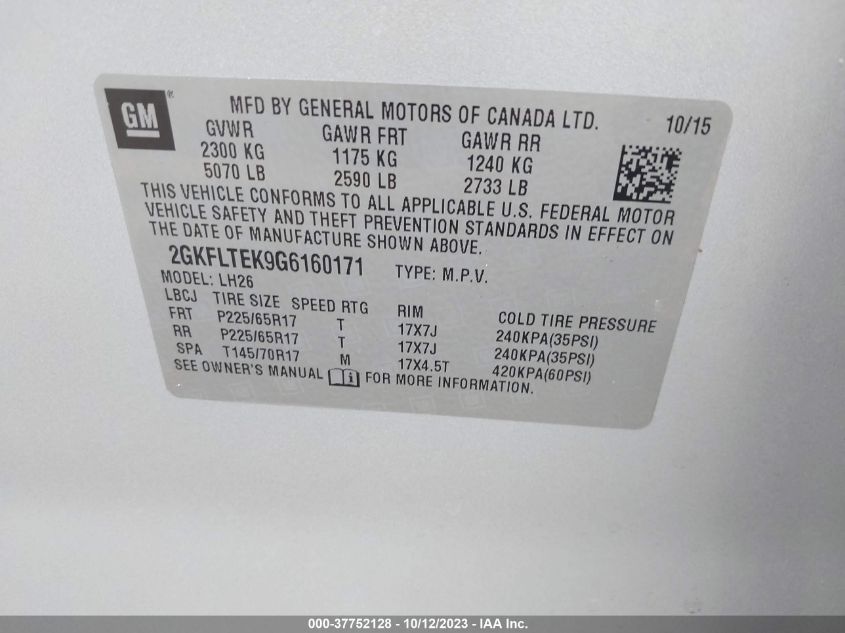 GM®
MFD BY GENERAL MOTORS OF CANADA LTD. 10/15
GVWR GAWR FRT GAWR RR
2300 KG 1175 KG 1240 KG
5070 LB 2590 LB 2733 LB
THIS VEHICLE CONFORMS TO ALL APPLICABLE U.S. FEDERAL MOTOR
VEHICLE SAFETY AND THEFT PREVENTION STANDARDS IN EFFECT ON
THE DATE OF MANUFACTURE SHOWN ABOVE.
2GKFLTEK9G6160171 TYPE: M.P.V.
MODEL: LH26
LBCJ TIRE SIZE SPEED RTG RIM COLD TIRE PRESSURE
FRT P225/65R17 T 17X7J 240KPA(35PSI)
RR P225/65R17 T 17X7J 240KPA(35PSI)
SPA T145/70R17 M 17X4.5T 420KPA(60PSI)
SEE OWNER'S MANUAL i FOR MORE INFORMATION.
000-37752128 - 10/12/2023 - IAA Inc.